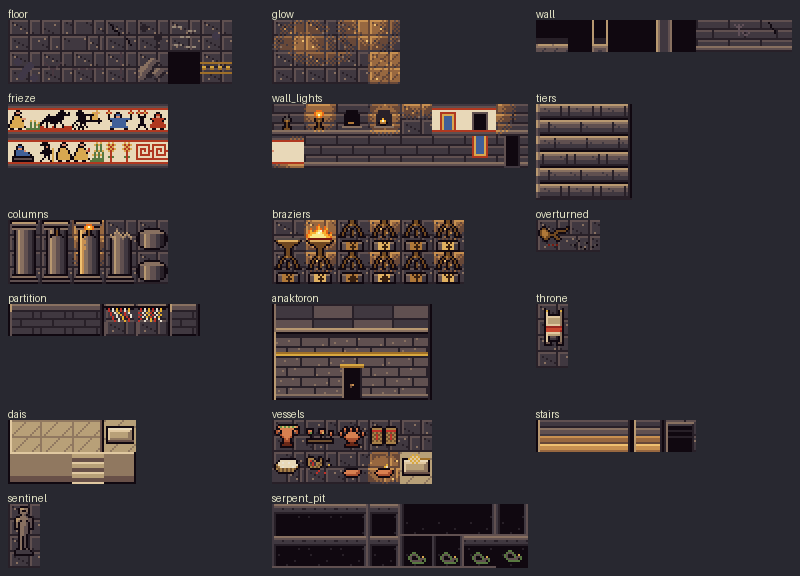 floor
glow
wall
frieze
wall_lights
tiers
columns
braziers
overturned
partition
anaktoron
throne
dais
vessels
stairs
sentinel
serpent_pit